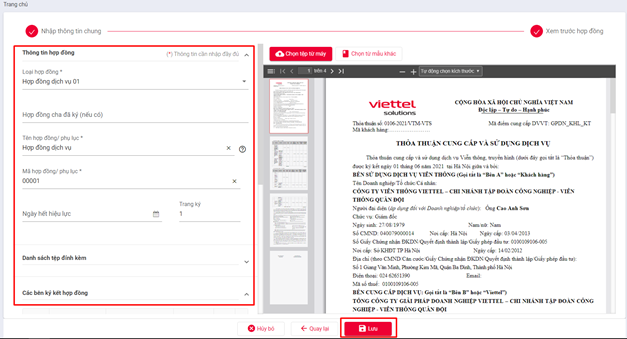 Trang chủ
Nhập thông tin chung
Xem trước hợp đồng
Thông tin hợp đồng
(*) Thông tin cần nhập đầy đủ
Loại hợp đồng *
Hợp đồng dịch vụ 01
Hợp đồng cha đã ký (nếu có)
Tên hợp đồng/ phụ lục *
Hợp đồng dịch vụ
Mã hợp đồng/ phụ lục *
00001
Ngày hết hiệu lực
Trang ký
1
Danh sách tệp đính kèm
Các bên ký kết hợp đồng
Chọn tệp từ máy
Chọn từ mẫu khác
1 trên 4
Tự động chọn kích thước
viettel
solutions
CỘNG HÒA XÃ HỘI CHỦ NGHĨA VIỆT NAM
Độc lập – Tự do – Hạnh phúc
Thỏa thuận số: 0106-2021/VTM-VTS
Mã điểm cung cấp DVVT: GPDN_KHL_KT
Mã khách hàng:
THỎA THUẬN CUNG CẤP VÀ SỬ DỤNG DỊCH VỤ
Thỏa thuận cung cấp và sử dụng dịch vụ Viễn thông, truyền hình (dưới đây gọi tắt là "Thỏa thuận")
được ký kết ngày 01 tháng 06 năm 2021 tại Hà Nội giữa và bởi:
BÊN SỬ DỤNG DỊCH VỤ VIỄN THÔNG (Gọi tắt là "Bên A" hoặc "Khách hàng")
Tên Doanh nghiệp/Tổ chức/Cá nhân:
CÔNG TY VIỄN THÔNG VIETTEL – CHI NHÁNH TẬP ĐOÀN CÔNG NGHIỆP - VIỄN
THÔNG QUÂN ĐỘI
Người đại diện (áp dụng đối với Doanh nghiệp/tổ chức): Ông Cao Anh Sơn
Chức vụ: Giám đốc
Ngày sinh: 27/08/1979
Nam/nữ: Nam
Số CMND: 040079000014
Nơi cấp: Hà Nội
Ngày cấp: 03/04/2013
Số Giấy Chứng nhận ĐKDN/Quyết định thành lập/Giấy phép đầu tư: 0100109106-005
Nơi cấp: Sở KHĐT TP Hà Nội
Ngày cấp: 14/02/2012
Địa chỉ (theo CMND/Căn cước/Giấy Chứng nhận ĐKDN/Quyết định thành lập/Giấy phép đầu tư):
Số 1 Giang Văn Minh, Phường Kim Mã, Quận Ba Đình, Thành phố Hà Nội
Điện thoại: 024 62651390
Email:
Mã số thuế: 0100109106-005
BÊN CUNG CẤP DỊCH VỤ: Gọi tắt là "Bên B" hoặc "Viettel")
TỔNG CÔNG TY GIẢI PHÁP DOANH NGHIỆP VIETTEL – CHI NHÁNH TẬP ĐOÀN CÔNG
NGHIỆP - VIỄN THÔNG QUÂN ĐỘI
Hủy bỏ
Quay lại
Lưu